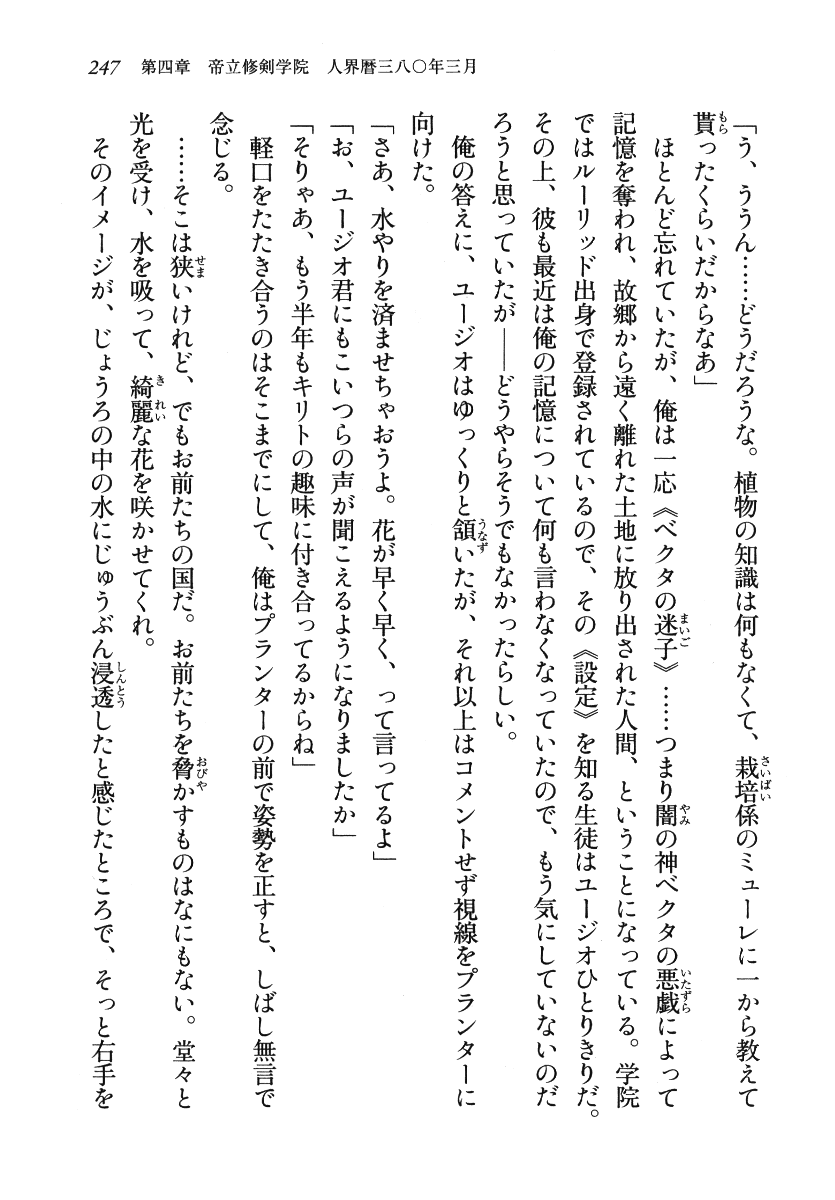 247　第四章　帝立修剣学院　人界暦三八〇年三月
「う、ううん……どうだろうな。植物の知識は何もなくて、栽培係のミューレに一から教えて
貰ったくらいだからなあ」
　ほとんど忘れていたが、俺は一応《ベクタの迷子》……つまり闇の神ベクタの悪戯によって
記憶を奪われ、故郷から遠く離れた土地に放り出された人間、ということになっている。学院
ではルーリッド出身で登録されているので、その《設定》を知る生徒はユージオひとりきりだ。
その上、彼も最近は俺の記憶について何も言わなくなっていたので、もう気にしていないのだ
ろうと思っていたが――どうやらそうでもなかったらしい。
　俺の答えに、ユージオはゆっくりと頷いたが、それ以上はコメントせず視線をプランターに
向けた。
「さあ、水やりを済ませちゃおうよ。花が早く早く、って言ってるよ」
「お、ユージオ君にもこいつらの声が聞こえるようになりましたか」
「そりゃあ、もう半年もキリトの趣味に付き合ってるからね」
　軽口をたたき合うのはそこまでにして、俺はプランターの前で姿勢を正すと、しばし無言で
念じる。
　……そこは狭いけれど、でもお前たちの国だ。お前たちを脅かすものはなにもない。堂々と
光を受け、水を吸って、綺麗な花を咲かせてくれ。
　そのイメージが、じょうろの中の水にじゅうぶん浸透したと感じたところで、そっと右手を